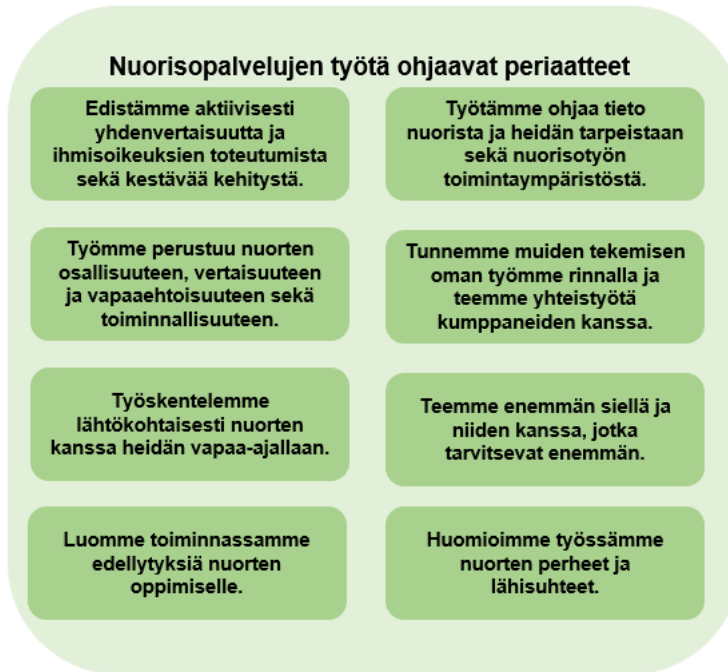 Nuorisopalvelujen työtä ohjaavat periaatteet
Edistämme aktiivisesti
yhdenvertaisuutta ja
ihmisoikeuksien toteutumista
sekä kestävää kehitystä.
Työtämme ohjaa tieto
nuorista ja heidän tarpeistaan
sekä nuorisotyön
toimintaympäristöstä.
Työmme perustuu nuorten
osallisuuteen, vertaisuuteen
ja vapaaehtoisuuteen sekä
toiminnallisuuteen.
Tunnemme muiden tekemisen
oman työmme rinnalla ja
teemme yhteistyötä
kumppaneiden kanssa.
Työskentelemme
lähtökohtaisesti nuorten
kanssa heidän vapaa-ajallaan.
Teemme enemmän siellä ja
niiden kanssa, jotka
tarvitsevat enemmän.
Luomme toiminnassamme
edellytyksiä nuorten
oppimiselle.
Huomioimme työssämme
nuorten perheet ja
lähisuhteet.